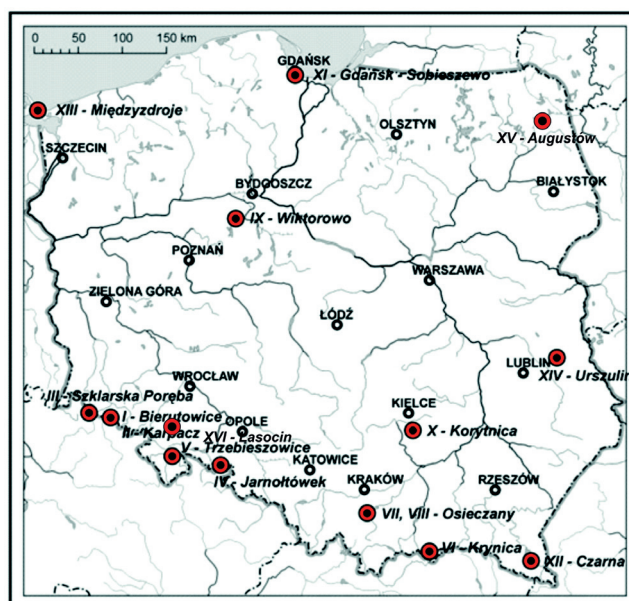 0 50 100 150 km
GDAŃSK
XI - Gdańsk - Sobieszewo
XIII - Międzyzdroje
OLSZTYN
XV - Augustów
SZCZECIN
BYDGOSZCZ
BIAŁYSTOK
IX - Wiktorowo
POZNAŃ
WARSZAWA
ZIELONA GÓRA
ŁÓDŹ
LUBLIN
XIV - Urszulin
WROCŁAW
III - Szklarska Poręba
KIELCE
I - Bierutowice
OPOLE
X - Korytnica
II - Karpacz
XVI - Lasocin
V - Trzebieszowice
KATOWICE
IV - Jarnołtówek
KRAKÓW
RZESZÓW
VII, VIII - Osieczany
VI - Krynica
XII - Czarna